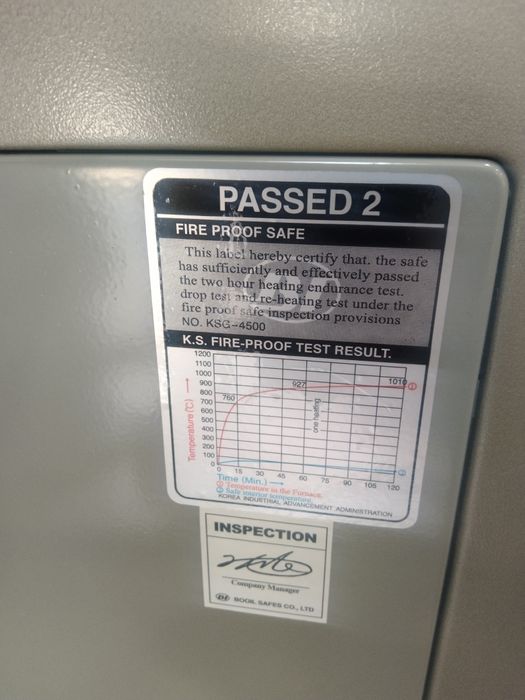 PASSED 2
FIRE PROOF SAFE
This label hereby certify that. the safe
has sufficiently and effectively passed
the two hour heating endurance test.
drop test and re-heating test under the
fire proof safe inspection provisions
NO. KSG-4500
K.S. FIRE-PROOF TEST RESULT.
1200
1100
1000
900
800
700
600
500
400
300
200
100
0
Temperature (℃) →
760
927
1010 ①
one heating
②
0 15 30 45 60 75 90 105 120
Time (Min.) →
① Temperature in the Furnace.
② Safe interior temperature.
KOREA INDUSTRIAL ADVANCEMENT ADMINISTRATION
INSPECTION
Company Manager
BOOIL SAFES CO., LTD